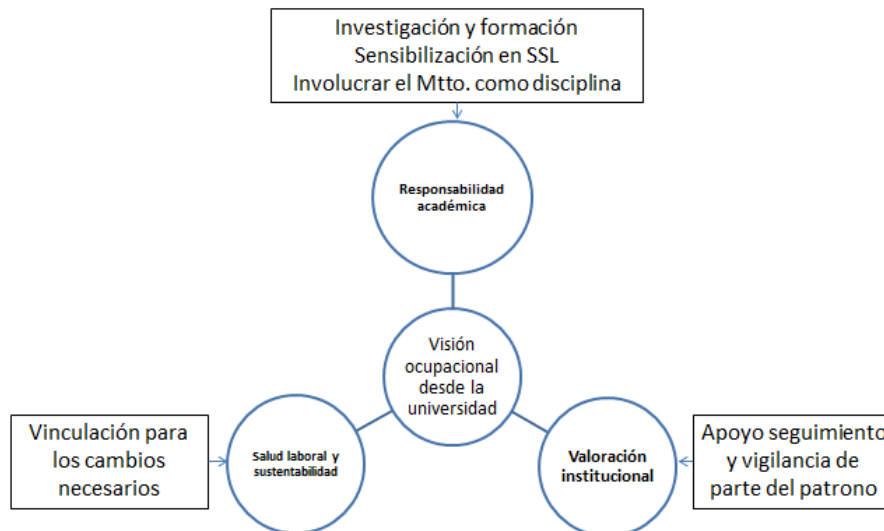 Investigación y formación
Sensibilización en SSL
Involucrar el Mtto. como disciplina
Responsabilidad
académica
Visión
ocupacional
desde la
universidad
Vinculación para
los cambios
necesarios
Salud laboral y
sustentabilidad
Valoración
institucional
Apoyo seguimiento
y vigilancia de
parte del patrono